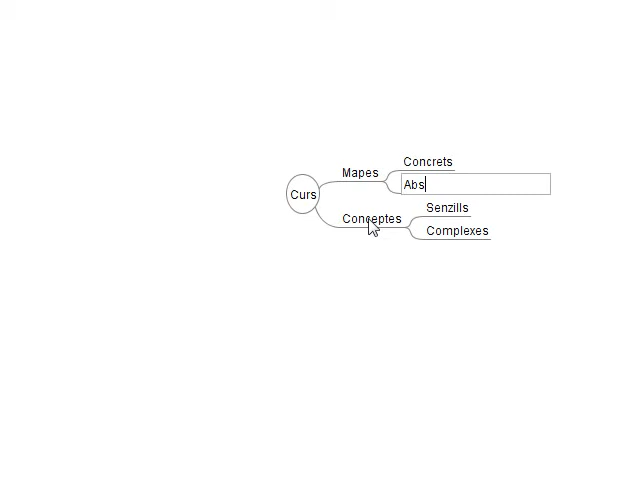 Curs
Mapes
Concrets
Abs
Conceptes
Senzills
Complexes